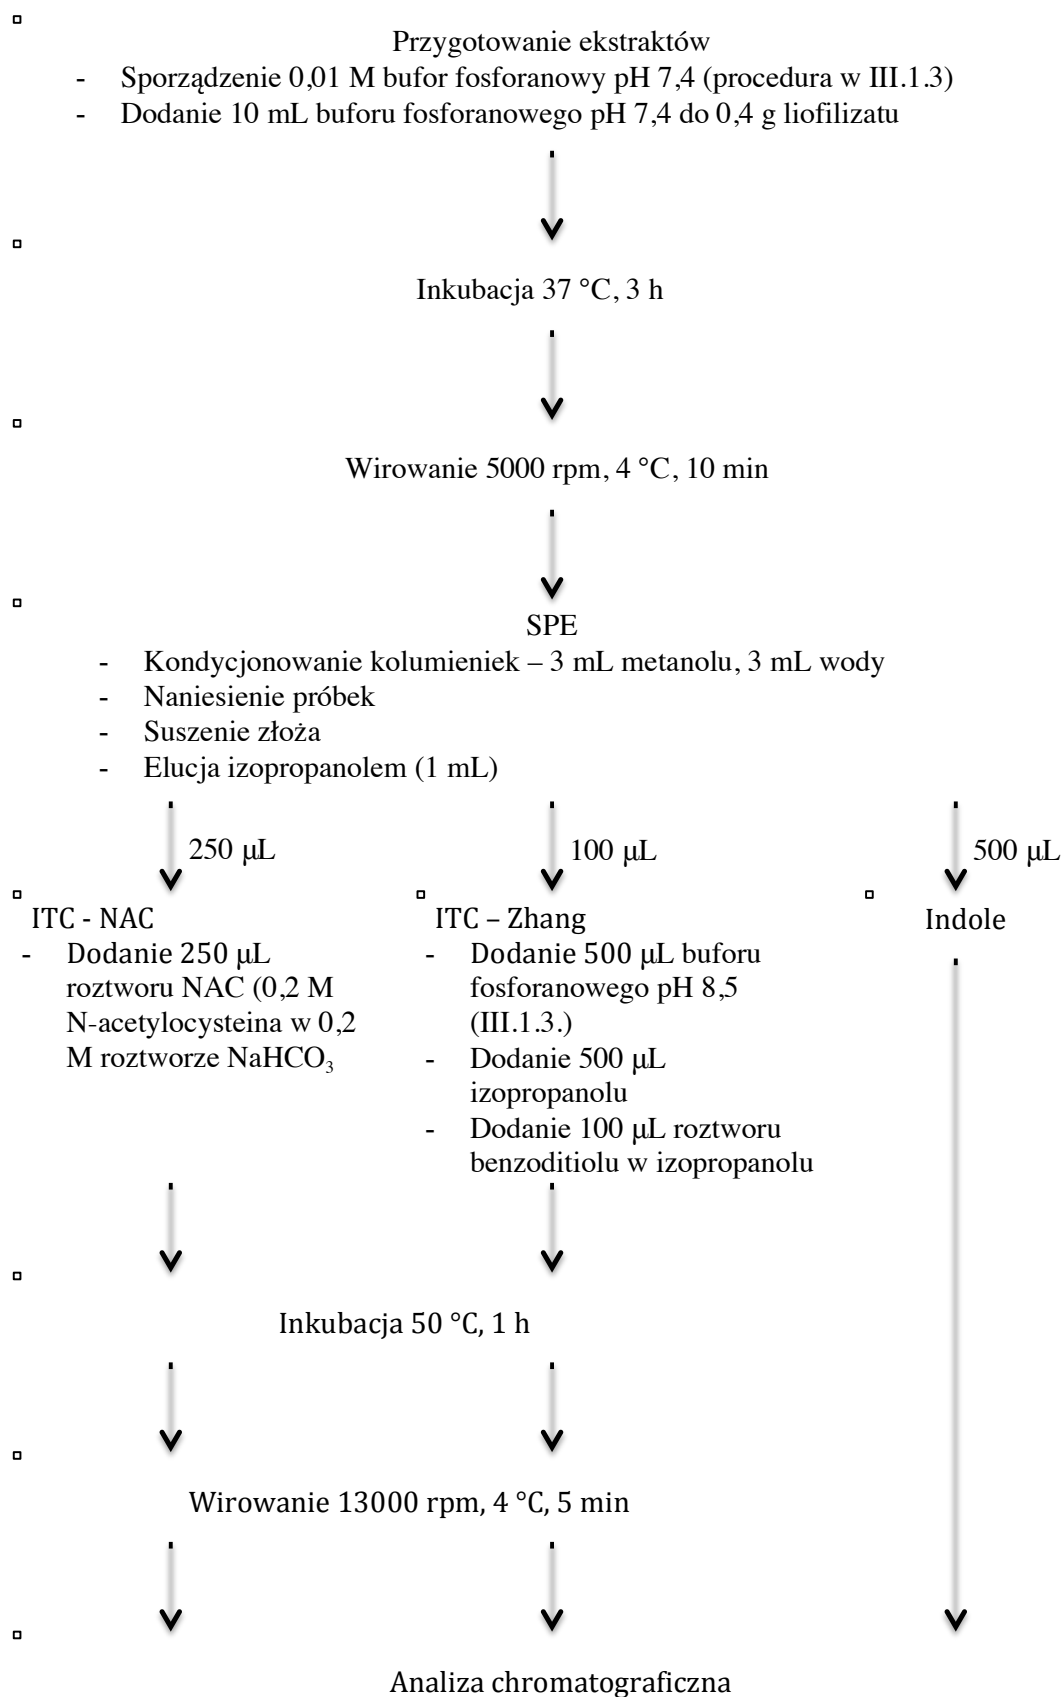 Przygotowanie ekstraktów
- Sporządzenie 0,01 M bufor fosforanowy pH 7,4 (procedura w III.1.3)
- Dodanie 10 mL buforu fosforanowego pH 7,4 do 0,4 g liofilizatu
Inkubacja 37 °C, 3 h
Wirowanie 5000 rpm, 4 °C, 10 min
SPE
- Kondycjonowanie kolumieniek – 3 mL metanolu, 3 mL wody
- Naniesienie próbek
- Suszenie złoża
- Elucja izopropanolem (1 mL)
250 µL
100 µL
500 µL
ITC - NAC
- Dodanie 250 µL
roztworu NAC (0,2 M
N-acetylocysteina w 0,2
M roztworze NaHCO₃
ITC – Zhang
- Dodanie 500 µL buforu
fosforanowego pH 8,5
(III.1.3.)
- Dodanie 500 µL
izopropanolu
- Dodanie 100 µL roztworu
benzoditiolu w izopropanolu
Indole
Inkubacja 50 °C, 1 h
Wirowanie 13000 rpm, 4 °C, 5 min
Analiza chromatograficzna